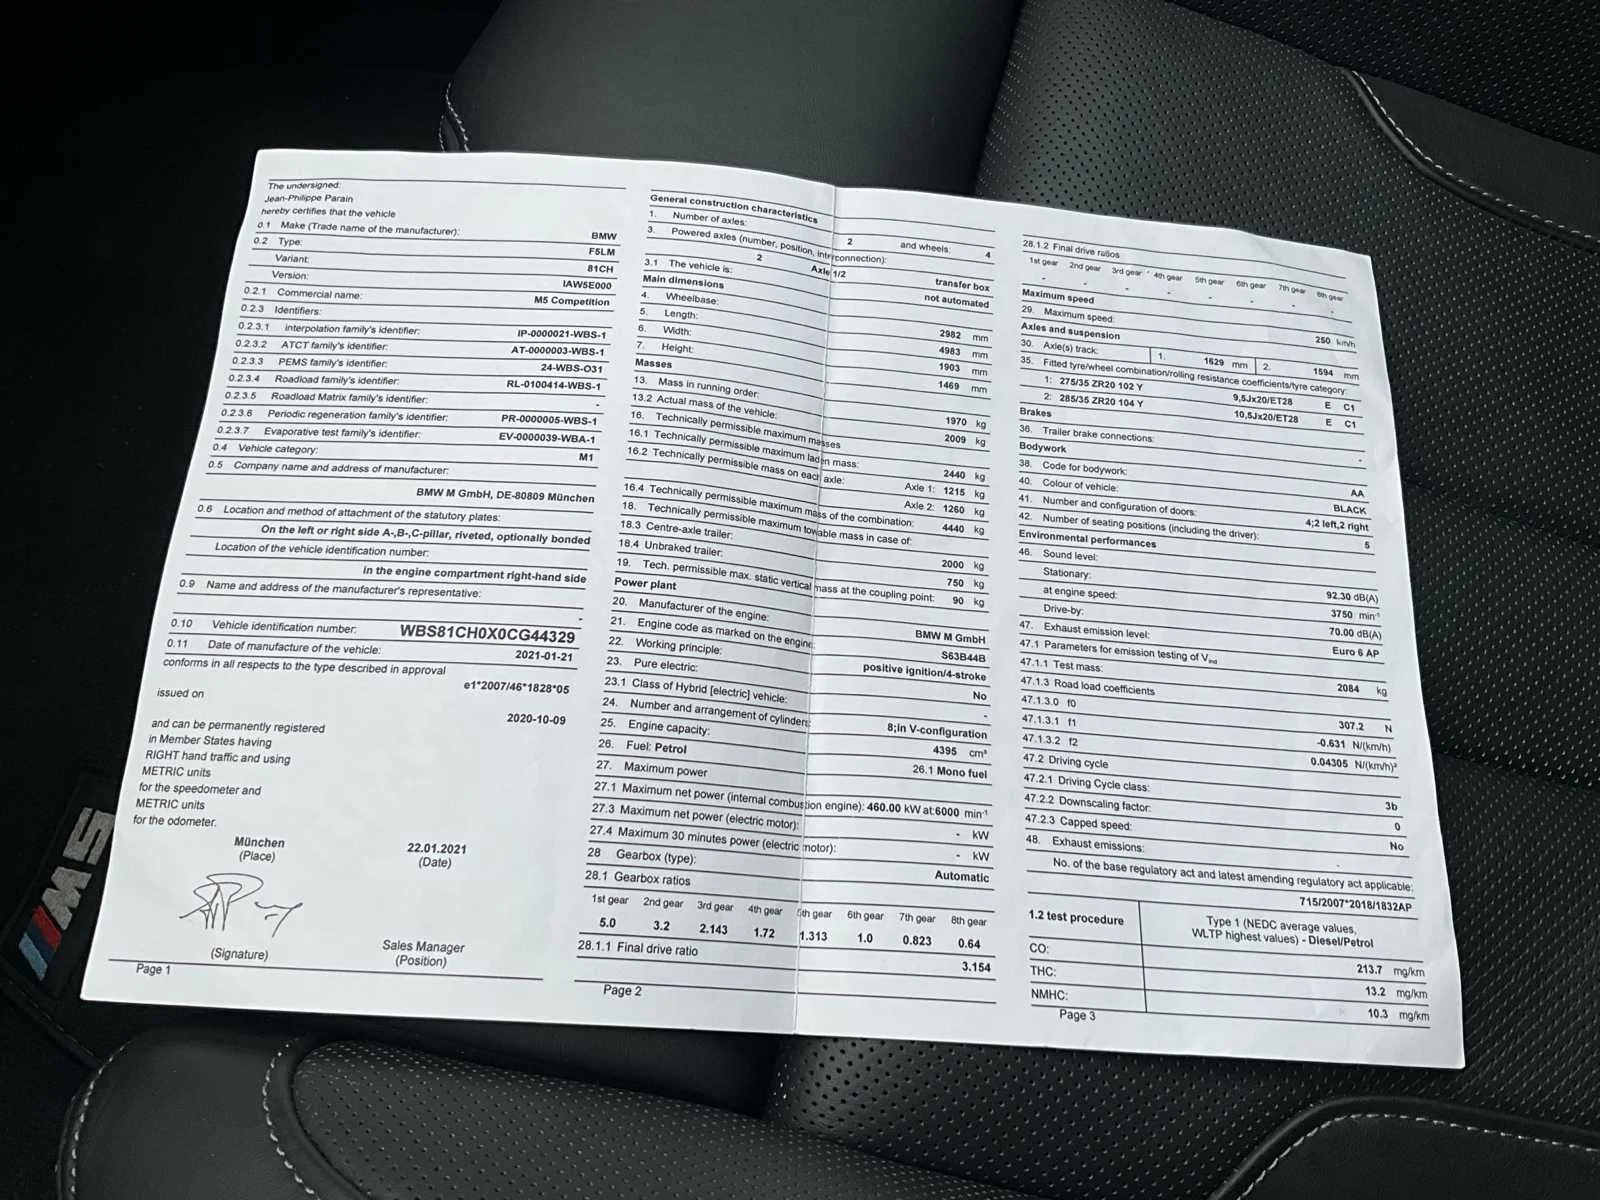 The undersigned:
Jean-Philippe Parain
hereby certifies that the vehicle
0.1 Make (Trade name of the manufacturer): BMW
0.2 Type: F5LM
Variant: 81CH
Version: IAW5E000
0.2.1 Commercial name: M5 Competition
0.2.3 Identifiers:
0.2.3.1 interpolation family's identifier: IP-0000021-WBS-1
0.2.3.2 ATCT family's identifier: AT-0000003-WBS-1
0.2.3.3 PEMS family's identifier: 24-WBS-O31
0.2.3.4 Roadload family's identifier: RL-0100414-WBS-1
0.2.3.5 Roadload Matrix family's identifier: -
0.2.3.6 Periodic regeneration family's identifier: PR-0000005-WBS-1
0.2.3.7 Evaporative test family's identifier: EV-0000039-WBA-1
0.4 Vehicle category: M1
0.5 Company name and address of manufacturer:
BMW M GmbH, DE-80809 München
0.6 Location and method of attachment of the statutory plates:
On the left or right side A-,B-,C-pillar, riveted, optionally bonded
Location of the vehicle identification number:
in the engine compartment right-hand side
0.9 Name and address of the manufacturer's representative:
-
0.10 Vehicle identification number: WBS81CH0X0CG44329
0.11 Date of manufacture of the vehicle: 2021-01-21
conforms in all respects to the type described in approval
e1*2007/46*1828*05
issued on
2020-10-09
and can be permanently registered
in Member States having
RIGHT hand traffic and using
METRIC units
for the speedometer and
METRIC units
for the odometer.
München 22.01.2021
(Place) (Date)
(Signature) Sales Manager
(Position)
Page 1
General construction characteristics
1. Number of axles: 2 and wheels: 4
3. Powered axles (number, position, interconnection):
2 Axle 1/2 transfer box
3.1 The vehicle is: not automated
Main dimensions
4. Wheelbase: 2982 mm
5. Length: 4983 mm
6. Width: 1903 mm
7. Height: 1469 mm
Masses
13. Mass in running order: 1970 kg
13.2 Actual mass of the vehicle: 2009 kg
16. Technically permissible maximum masses
16.1 Technically permissible maximum laden mass: 2440 kg
16.2 Technically permissible mass on each axle: Axle 1: 1215 kg
Axle 2: 1260 kg
16.4 Technically permissible maximum mass of the combination: 4440 kg
18. Technically permissible maximum towable mass in case of:
18.3 Centre-axle trailer: 2000 kg
18.4 Unbraked trailer: 750 kg
19. Tech. permissible max. static vertical mass at the coupling point: 90 kg
Power plant
20. Manufacturer of the engine: BMW M GmbH
21. Engine code as marked on the engine: S63B44B
22. Working principle: positive ignition/4-stroke
23. Pure electric: No
23.1 Class of Hybrid [electric] vehicle: -
24. Number and arrangement of cylinders: 8;in V-configuration
25. Engine capacity: 4395 cm³
26. Fuel: Petrol 26.1 Mono fuel
27. Maximum power
27.1 Maximum net power (internal combustion engine): 460.00 kW at:6000 min-¹
27.3 Maximum net power (electric motor): - kW
27.4 Maximum 30 minutes power (electric motor): - kW
28 Gearbox (type): Automatic
28.1 Gearbox ratios
1st gear 2nd gear 3rd gear 4th gear 5th gear 6th gear 7th gear 8th gear
5.0 3.2 2.143 1.72 1.313 1.0 0.823 0.64
28.1.1 Final drive ratio 3.154
Page 2
28.1.2 Final drive ratios
1st gear 2nd gear 3rd gear 4th gear 5th gear 6th gear 7th gear 8th gear
- - - - - - - -
Maximum speed
29. Maximum speed: 250 km/h
Axles and suspension
30. Axle(s) track: 1. 1629 mm 2. 1594 mm
35. Fitted tyre/wheel combination/rolling resistance coefficients/tyre category:
1: 275/35 ZR20 102 Y 9,5Jx20/ET28 E C1
2: 285/35 ZR20 104 Y 10,5Jx20/ET28 E C1
Brakes
36. Trailer brake connections: -
Bodywork
38. Code for bodywork: AA
40. Colour of vehicle: BLACK
41. Number and configuration of doors: 4;2 left,2 right
42. Number of seating positions (including the driver): 5
Environmental performances
46. Sound level:
Stationary: 92.30 dB(A)
at engine speed: 3750 min-¹
Drive-by: 70.00 dB(A)
47. Exhaust emission level: Euro 6 AP
47.1 Parameters for emission testing of Vind
47.1.1 Test mass: 2084 kg
47.1.3 Road load coefficients
47.1.3.0 f0 307.2 N
47.1.3.1 f1 -0.631 N/(km/h)
47.1.3.2 f2 0.04305 N/(km/h)²
47.2 Driving cycle
47.2.1 Driving Cycle class: 3b
47.2.2 Downscaling factor: 0
47.2.3 Capped speed: No
48. Exhaust emissions:
No. of the base regulatory act and latest amending regulatory act applicable:
715/2007*2018/1832AP
1.2 test procedure Type 1 (NEDC average values,
WLTP highest values) - Diesel/Petrol
CO: 213.7 mg/km
THC: 13.2 mg/km
NMHC: 10.3 mg/km
Page 3
M5